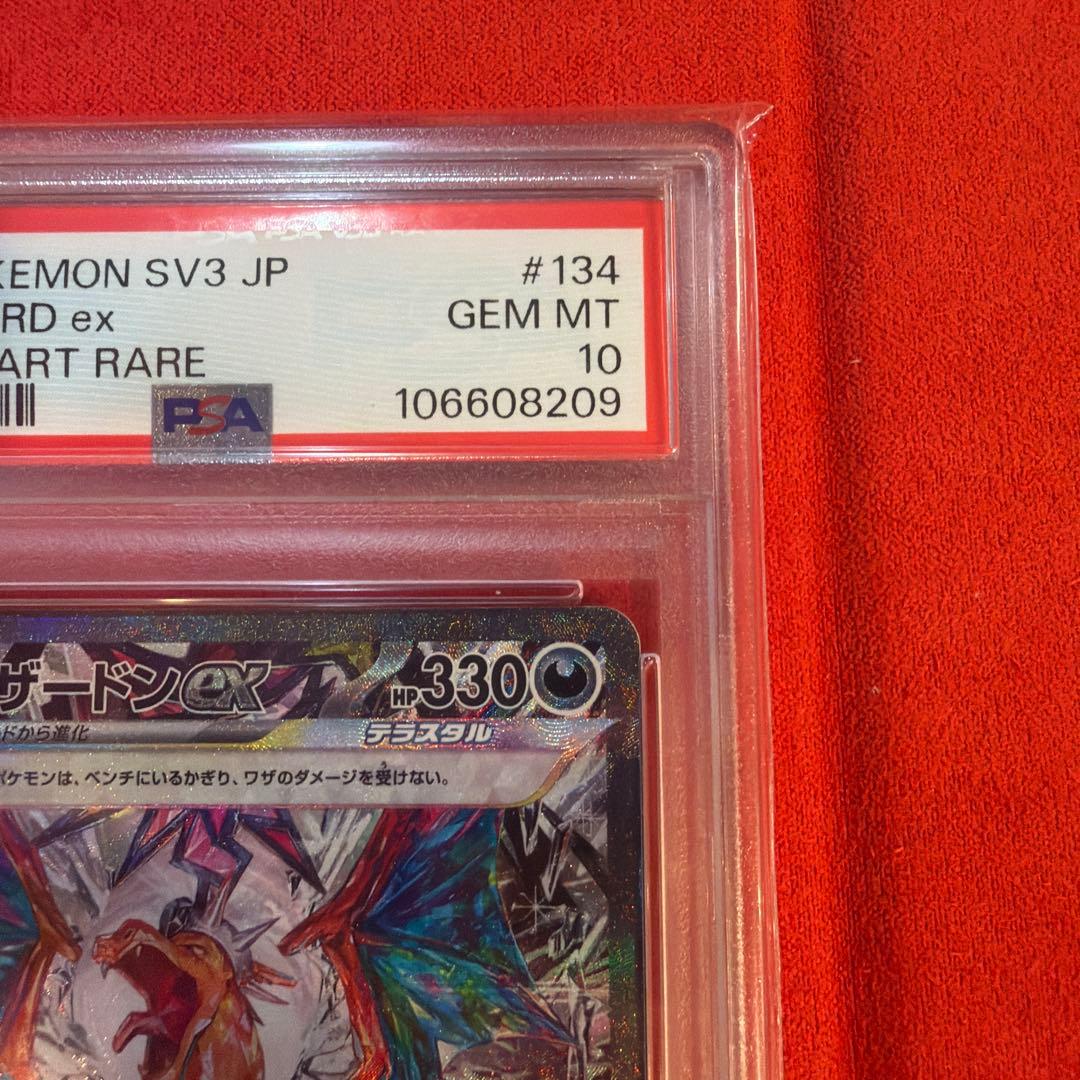 KEMON SV3 JP #134
RD ex GEM MT
ART RARE 10
PSA 106608209
ザードンex HP330
ドから進化 テラスタル
ポケモンは、ベンチにいるかぎり、ワザのダメージを受けない。